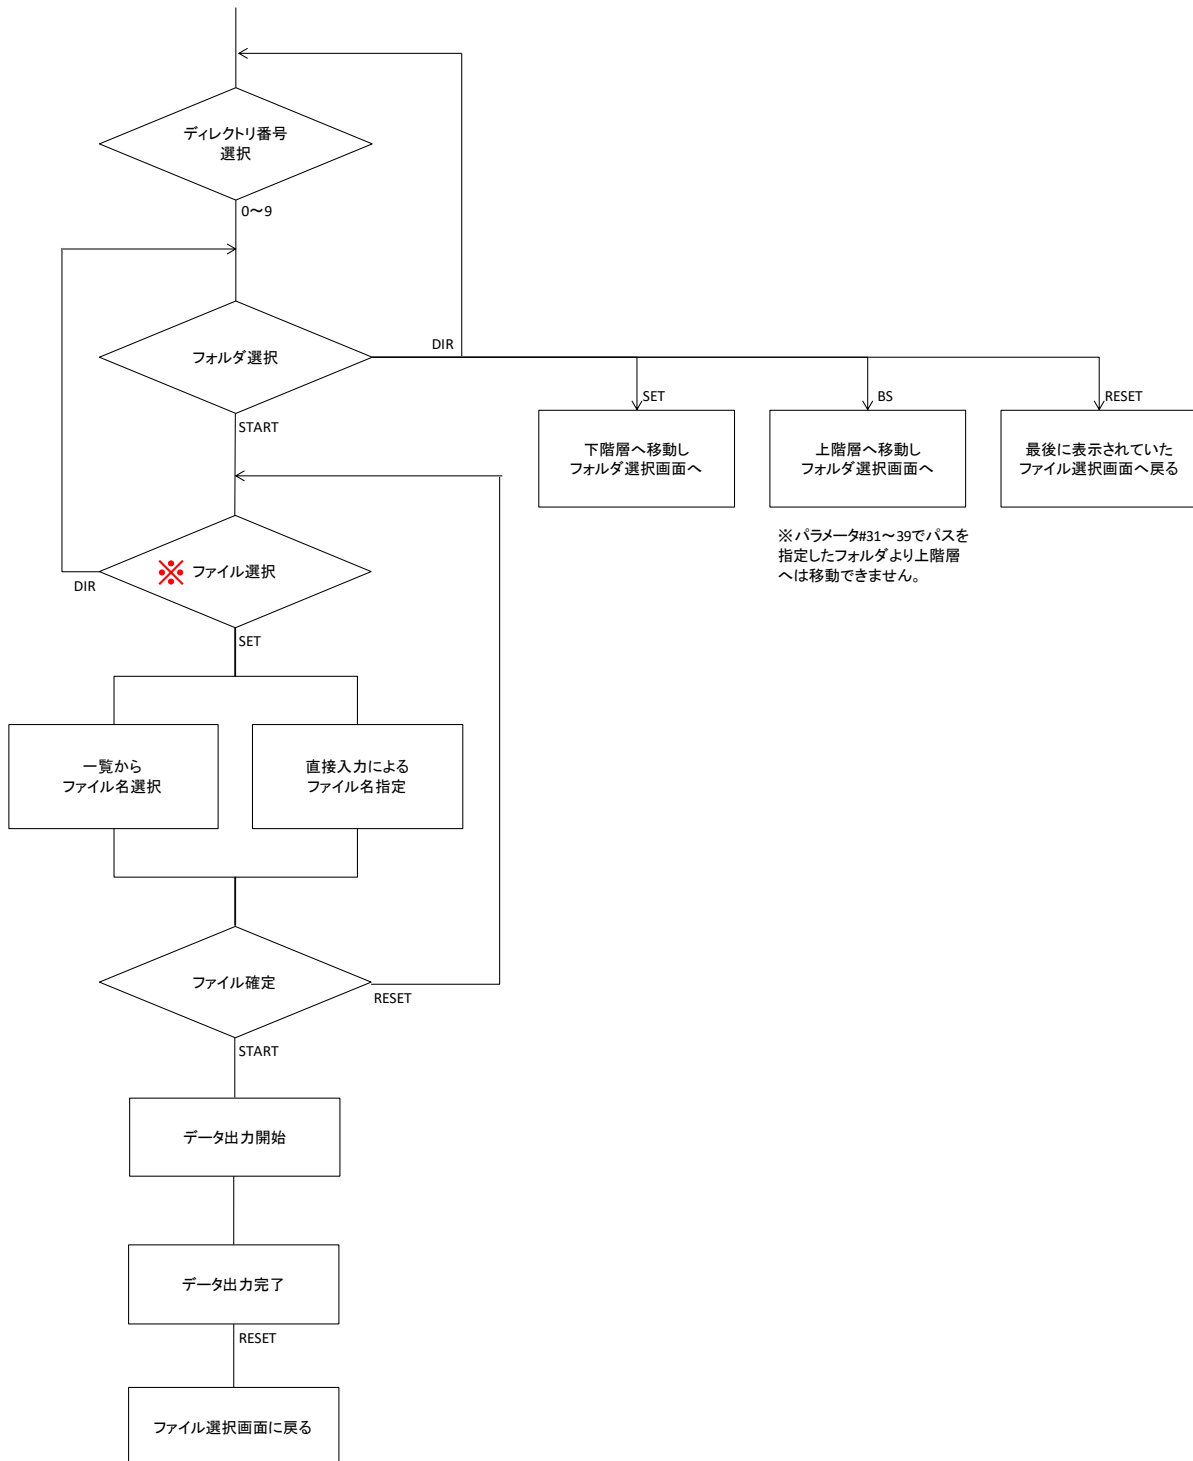 ディレクトリ番号
選択
0～9
フォルダ選択
DIR
START
SET
下階層へ移動し
フォルダ選択画面へ
BS
上階層へ移動し
フォルダ選択画面へ
RESET
最後に表示されていた
ファイル選択画面へ戻る
※パラメータ#31～39でパスを
指定したフォルダより上階層
へは移動できません。
※ ファイル選択
DIR
SET
一覧から
ファイル名選択
直接入力による
ファイル名指定
ファイル確定
RESET
START
データ出力開始
データ出力完了
RESET
ファイル選択画面に戻る